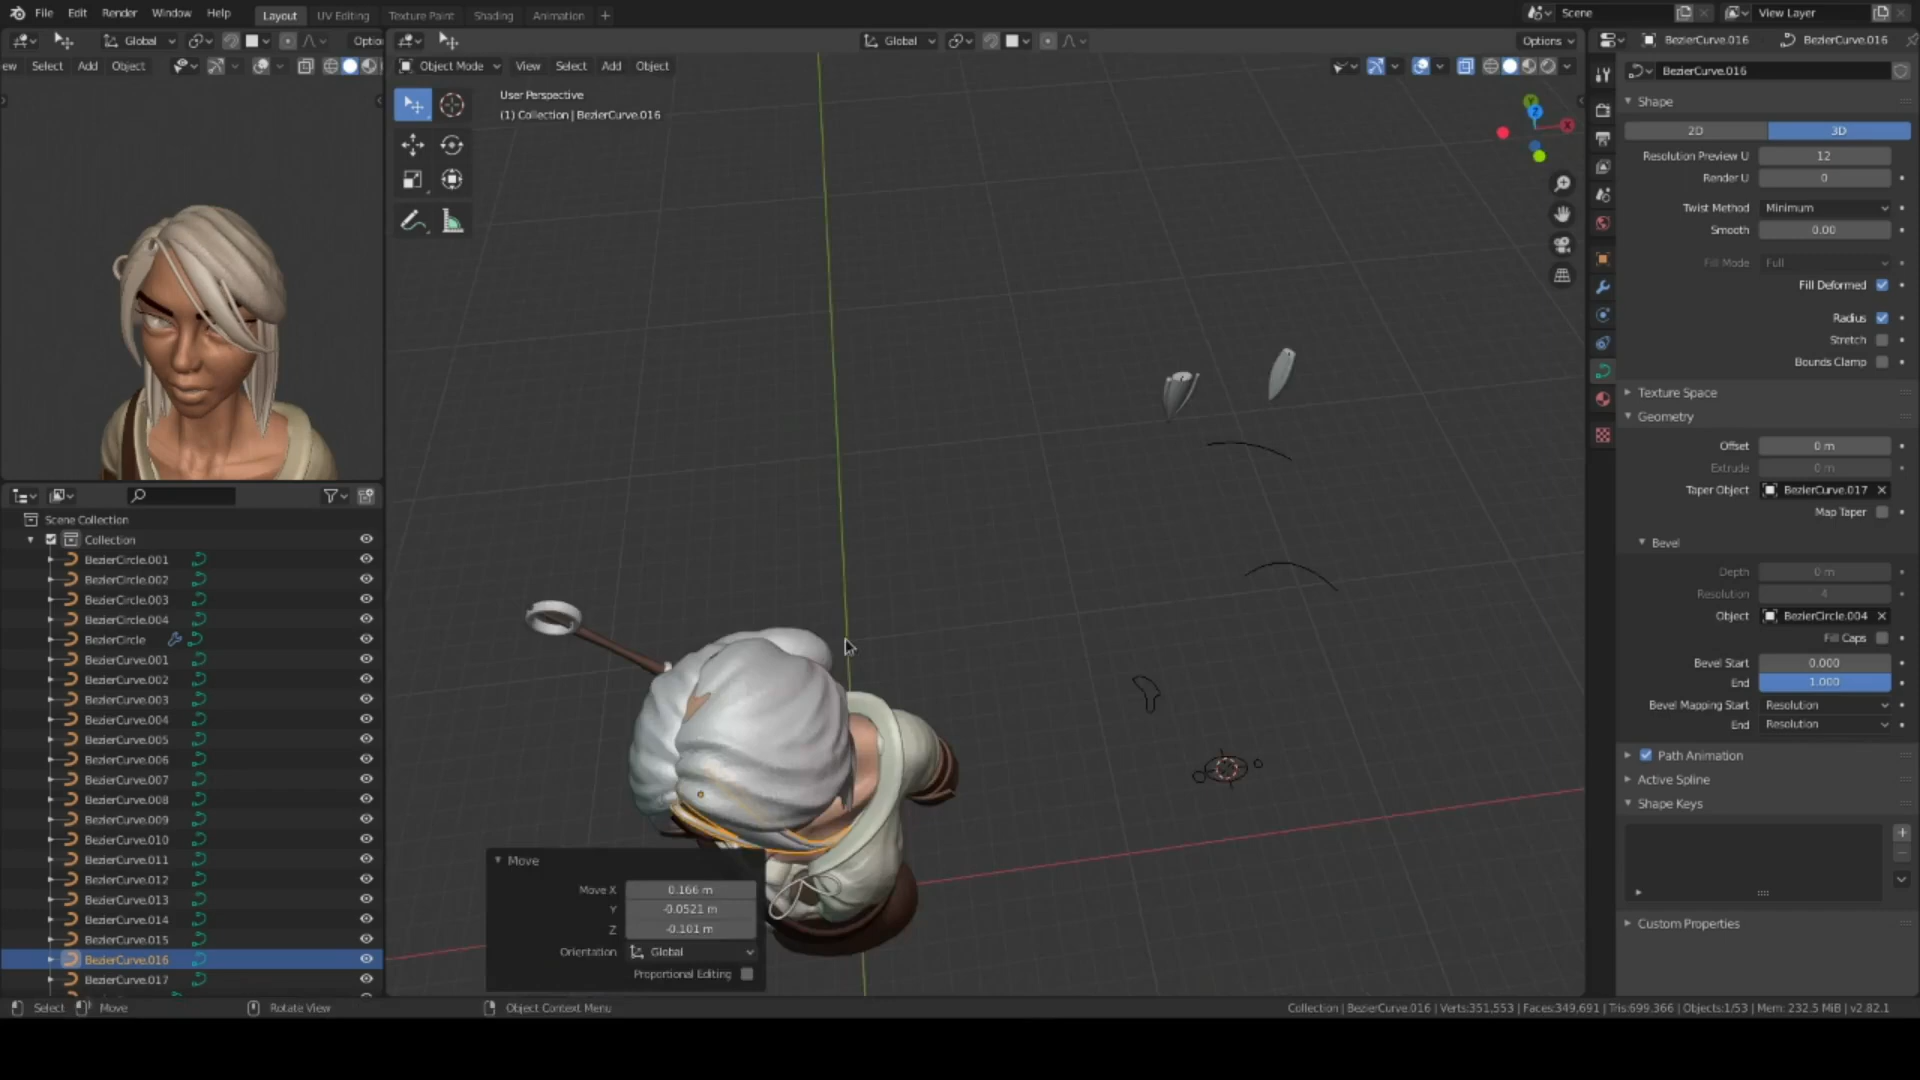 File Edit Render Window Help
Layout UV Editing Texture Paint Shading Animation +
Scene
View Layer
Global
Optio
Global
Options
BezierCurve.016 BezierCurve.016
ew Select Add Object
Object Mode View Select Add Object
BezierCurve.016
User Perspective
(1) Collection | BezierCurve.016
Shape
2D 3D
Resolution Preview U 12
Render U 0
Twist Method Minimum
Smooth 0.00
Fill Mode Full
Fill Deformed
Radius
Stretch
Bounds Clamp
Texture Space
Geometry
Offset 0 m
Extrude 0 m
Taper Object BezierCurve.017
Map Taper
Bevel
Depth 0 m
Resolution 4
Object BezierCircle.004
Fill Caps
Bevel Start 0.000
End 1.000
Bevel Mapping Start Resolution
End Resolution
Path Animation
Active Spline
Shape Keys
Custom Properties
Scene Collection
Collection
BezierCircle.001
BezierCircle.002
BezierCircle.003
BezierCircle.004
BezierCircle
BezierCurve.001
BezierCurve.002
BezierCurve.003
BezierCurve.004
BezierCurve.005
BezierCurve.006
BezierCurve.007
BezierCurve.008
BezierCurve.009
BezierCurve.010
BezierCurve.011
BezierCurve.012
BezierCurve.013
BezierCurve.014
BezierCurve.015
BezierCurve.016
BezierCurve.017
Move
Move X 0.166 m
Y -0.0521 m
Z -0.101 m
Orientation Global
Proportional Editing
Select Move Rotate View Object Context Menu
Collection | BezierCurve.016 | Verts:351,553 | Faces:349,691 | Tris:699,366 | Objects:1/53 | Mem: 232.5 MiB | v2.82.1